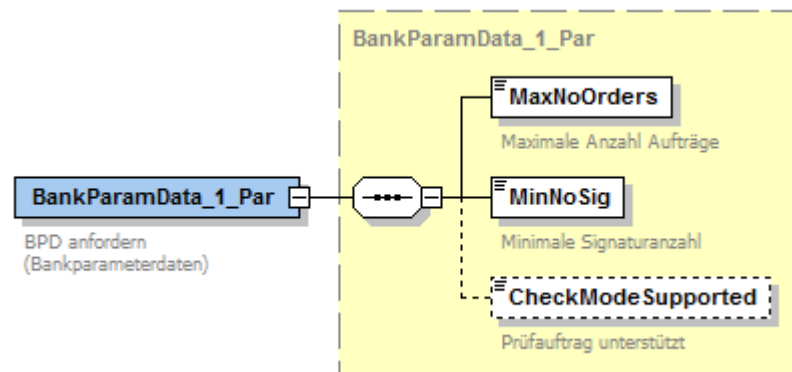 BankParamData_1_Par
MaxNoOrders
Maximale Anzahl Aufträge
BankParamData_1_Par
BPD anfordern
(Bankparameterdaten)
MinNoSig
Minimale Signaturanzahl
CheckModeSupported
Prüfauftrag unterstützt